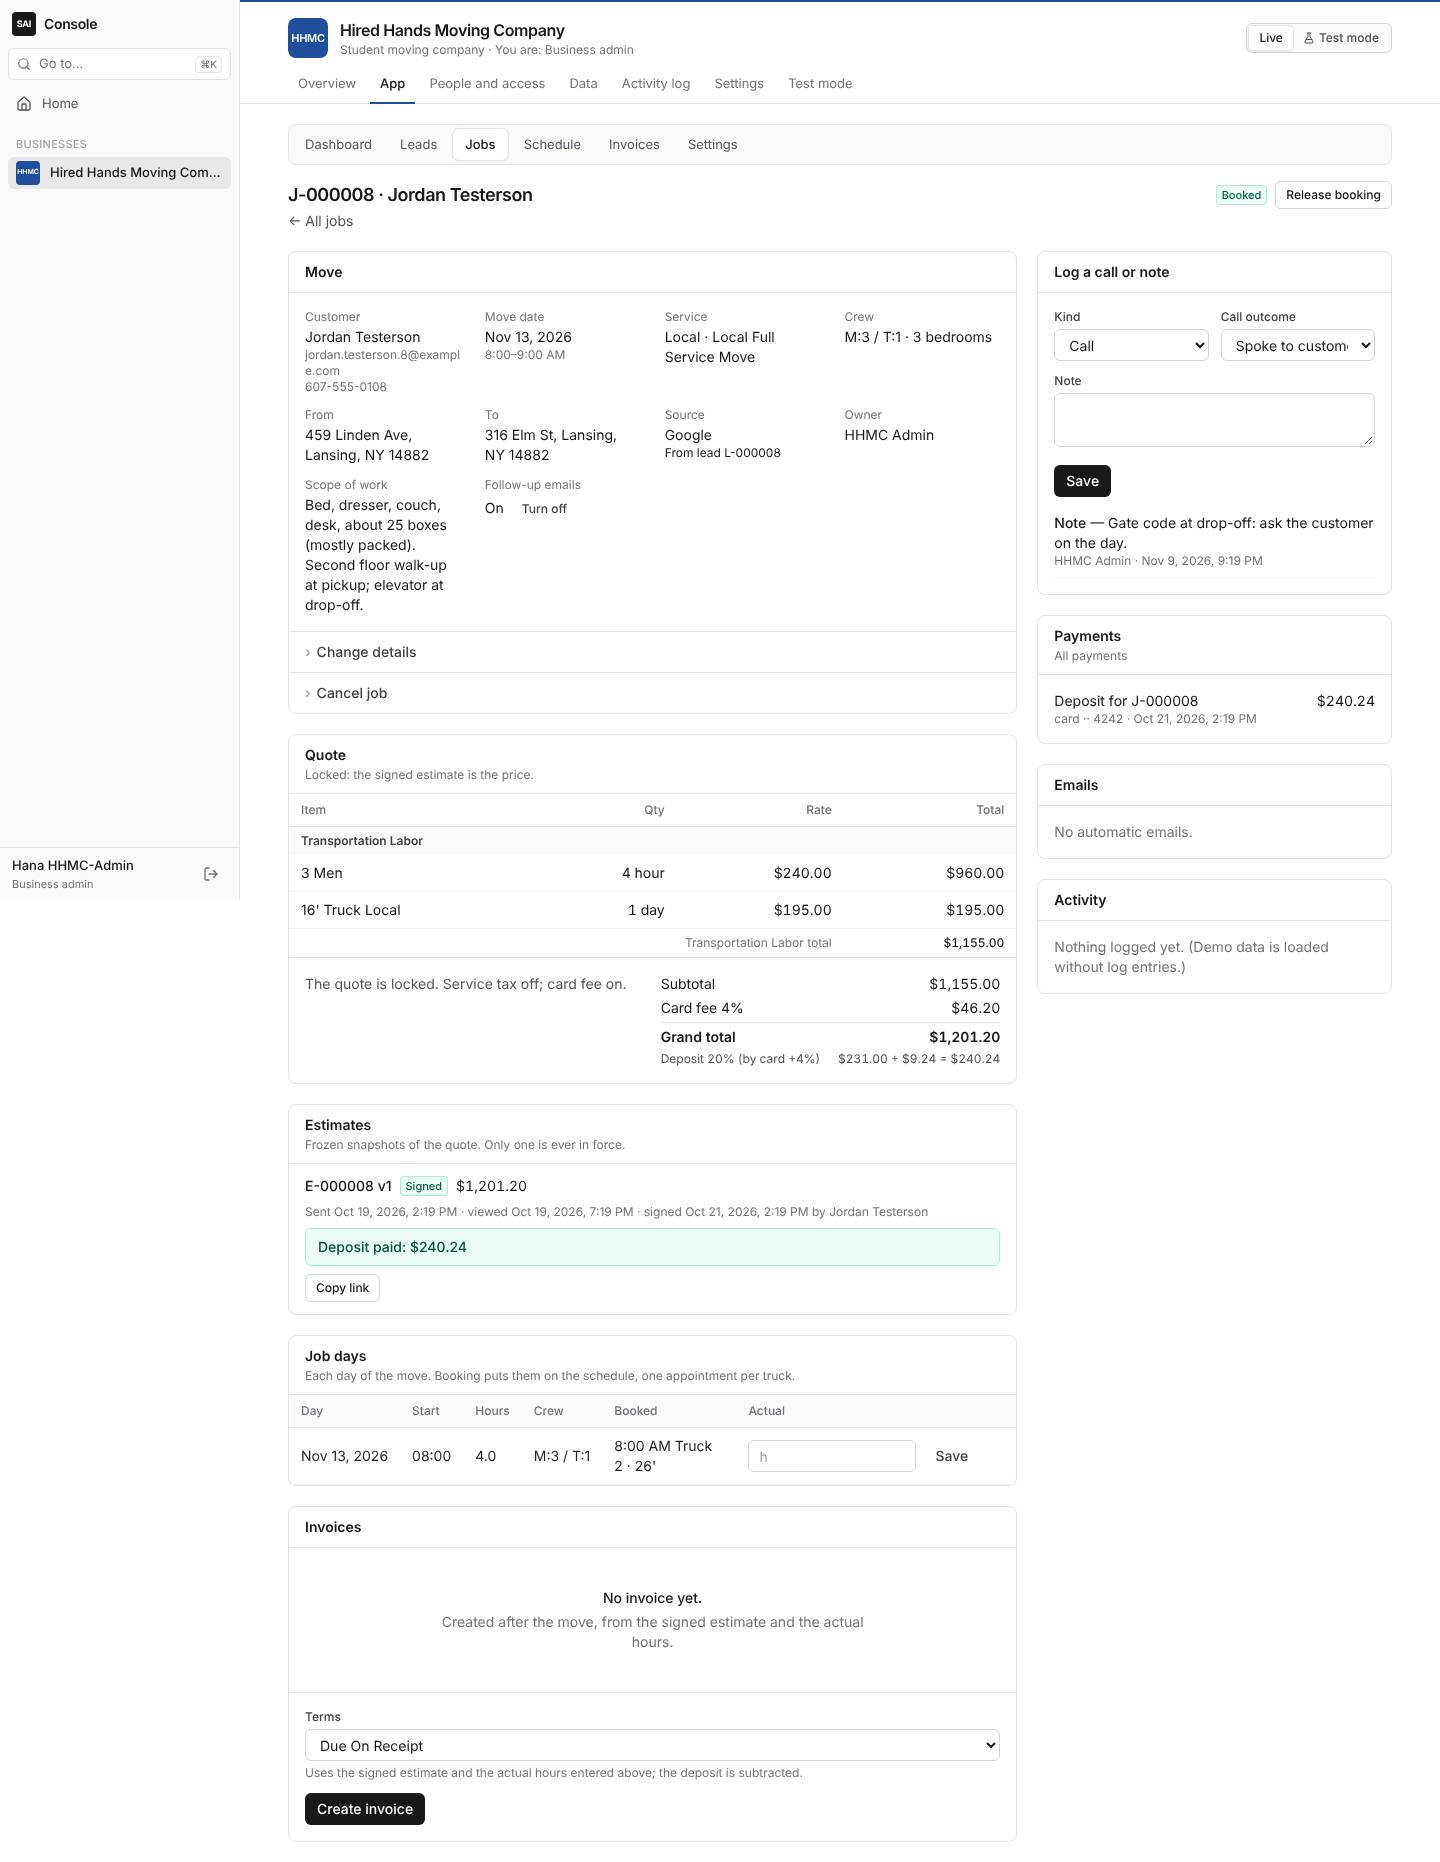 SAI Console
Go to... ⌘K
Home
BUSINESSES
HHMC Hired Hands Moving Com...
Hana HHMC-Admin
Business admin
HHMC
Hired Hands Moving Company
Student moving company · You are: Business admin
Live Test mode
Overview App People and access Data Activity log Settings Test mode
Dashboard Leads Jobs Schedule Invoices Settings
J-000008 · Jordan Testerson
Booked Release booking
← All jobs
Move
Customer
Jordan Testerson
jordan.testerson.8@exampl
e.com
607-555-0108
Move date
Nov 13, 2026
8:00–9:00 AM
Service
Local · Local Full
Service Move
Crew
M:3 / T:1 · 3 bedrooms
From
459 Linden Ave,
Lansing, NY 14882
To
316 Elm St, Lansing,
NY 14882
Source
Google
From lead L-000008
Owner
HHMC Admin
Scope of work
Bed, dresser, couch,
desk, about 25 boxes
(mostly packed).
Second floor walk-up
at pickup; elevator at
drop-off.
Follow-up emails
On Turn off
› Change details
› Cancel job
Quote
Locked: the signed estimate is the price.
Item Qty Rate Total
Transportation Labor
3 Men 4 hour $240.00 $960.00
16' Truck Local 1 day $195.00 $195.00
Transportation Labor total $1,155.00
The quote is locked. Service tax off; card fee on.
Subtotal $1,155.00
Card fee 4% $46.20
Grand total $1,201.20
Deposit 20% (by card +4%) $231.00 + $9.24 = $240.24
Estimates
Frozen snapshots of the quote. Only one is ever in force.
E-000008 v1 Signed $1,201.20
Sent Oct 19, 2026, 2:19 PM · viewed Oct 19, 2026, 7:19 PM · signed Oct 21, 2026, 2:19 PM by Jordan Testerson
Deposit paid: $240.24
Copy link
Job days
Each day of the move. Booking puts them on the schedule, one appointment per truck.
Day Start Hours Crew Booked Actual
Nov 13, 2026 08:00 4.0 M:3 / T:1 8:00 AM Truck
2 · 26' h Save
Invoices
No invoice yet.
Created after the move, from the signed estimate and the actual
hours.
Terms
Due On Receipt
Uses the signed estimate and the actual hours entered above; the deposit is subtracted.
Create invoice
Log a call or note
Kind Call outcome
Call Spoke to custom
Note
Save
Note — Gate code at drop-off: ask the customer
on the day.
HHMC Admin · Nov 9, 2026, 9:19 PM
Payments
All payments
Deposit for J-000008 $240.24
card ·· 4242 · Oct 21, 2026, 2:19 PM
Emails
No automatic emails.
Activity
Nothing logged yet. (Demo data is loaded
without log entries.)